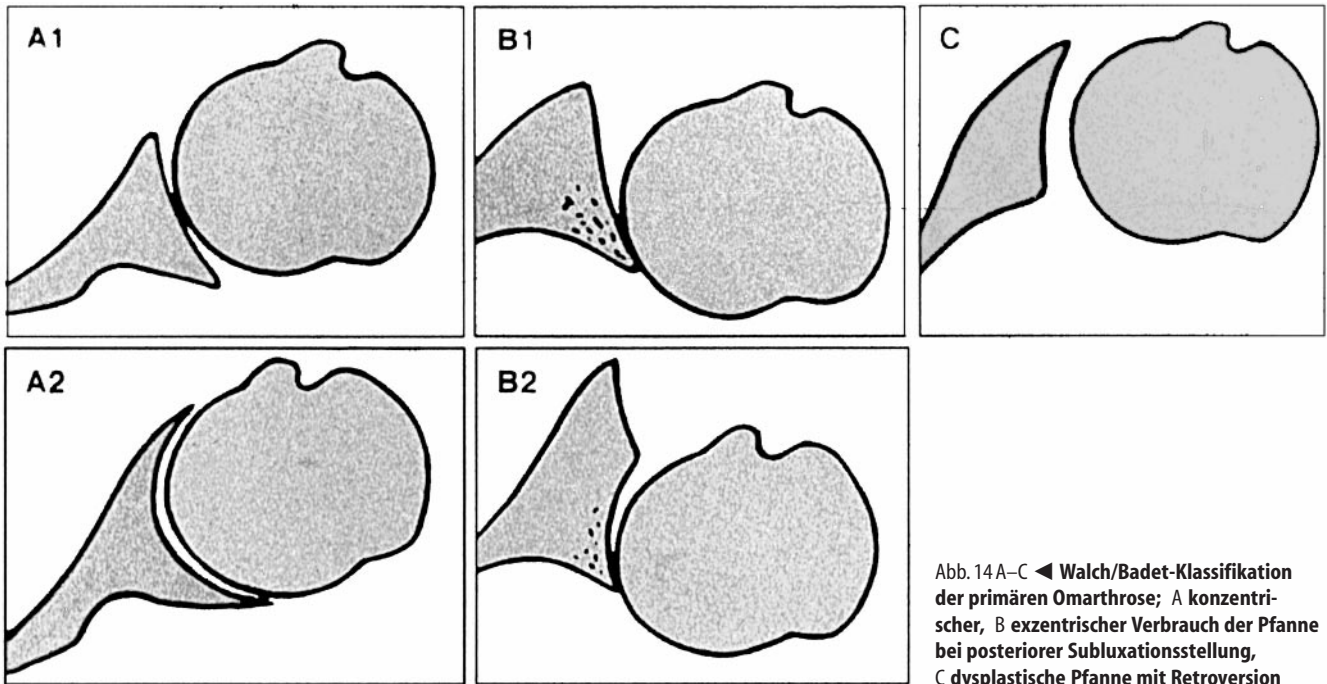 A1
B1
C
A2
B2
Abb. 14 A–C ◄ Walch/Badet-Klassifikation
der primären Omarthrose; A konzentri-
scher, B exzentrischer Verbrauch der Pfanne
bei posteriorer Subluxationsstellung,
C dysplastische Pfanne mit Retroversion